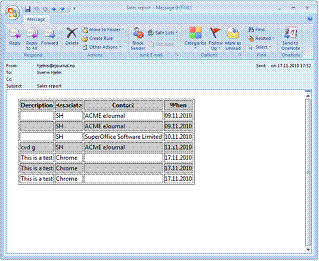 Sales report - Message (HTML)
Message
Reply
Reply to All
Forward
Delete
Move to Folder
Create Rule
Other Actions
Block Sender
Safe Lists
Not Junk
Categorize
Follow Up
Mark as Unread
Find
Related
Select
Send to OneNote
Respond
Actions
Junk E-mail
Options
Find
OneNote
From: hjelm@ejournal.no
Sent: on 17.11.2010 17:52
To: Sverre Hjelm
Cc:
Subject: Sales report
Description Associate Contact When
SH ACME eJournal 09.11.2010
SH ACME eJournal 09.11.2010
SH SuperOffice Software Limited 10.11.2010
cvd g SH ACME eJournal 11.11.2010
This is a test Chrome 17.11.2010
This is a test Chrome 17.11.2010
This is a test Chrome 17.11.2010